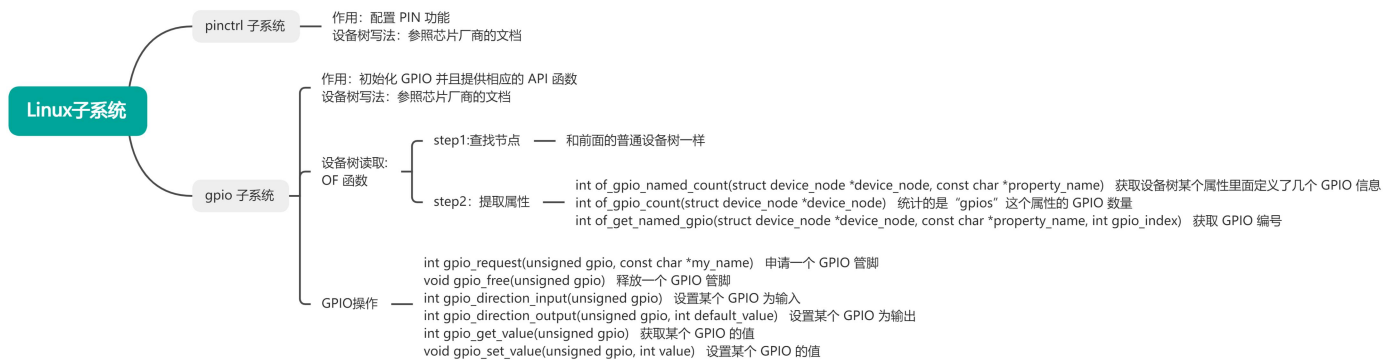 Linux子系统
pinctrl 子系统
作用：配置 PIN 功能
设备树写法：参照芯片厂商的文档
gpio 子系统
作用：初始化 GPIO 并且提供相应的 API 函数
设备树写法：参照芯片厂商的文档
设备树读取:
OF 函数
step1:查找节点
和前面的普通设备树一样
step2：提取属性
int of_gpio_named_count(struct device_node *device_node, const char *property_name) 获取设备树某个属性里面定义了几个 GPIO 信息
int of_gpio_count(struct device_node *device_node) 统计的是“gpios”这个属性的 GPIO 数量
int of_get_named_gpio(struct device_node *device_node, const char *property_name, int gpio_index) 获取 GPIO 编号
GPIO操作
int gpio_request(unsigned gpio, const char *my_name) 申请一个 GPIO 管脚
void gpio_free(unsigned gpio) 释放一个 GPIO 管脚
int gpio_direction_input(unsigned gpio) 设置某个 GPIO 为输入
int gpio_direction_output(unsigned gpio, int default_value) 设置某个 GPIO 为输出
int gpio_get_value(unsigned gpio) 获取某个 GPIO 的值
void gpio_set_value(unsigned gpio, int value) 设置某个 GPIO 的值